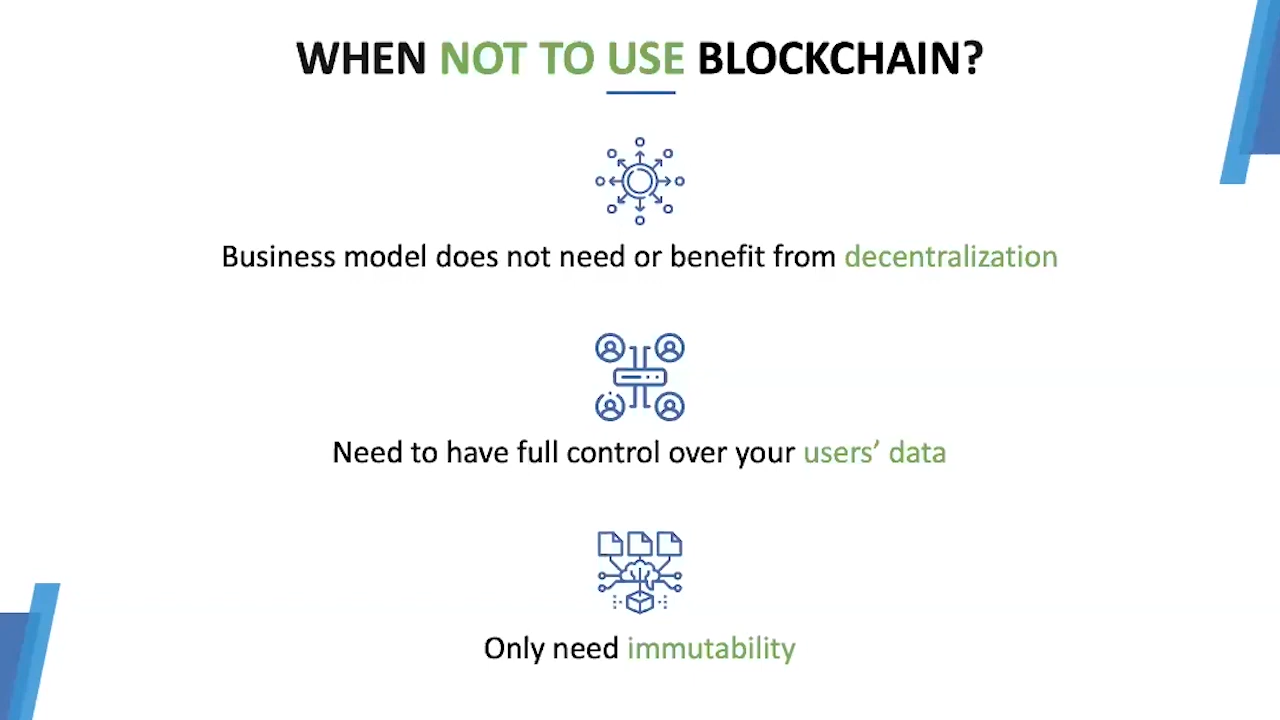 WHEN NOT TO USE BLOCKCHAIN?
Business model does not need or benefit from decentralization
Need to have full control over your users’ data
Only need immutability